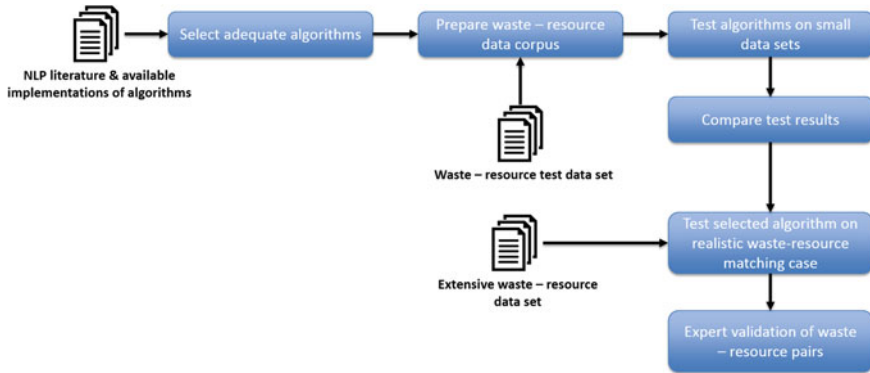 Select adequate algorithms
Prepare waste – resource
data corpus
Test algorithms on small
data sets
NLP literature & available
implementations of algorithms
Compare test results
Waste – resource test data set
Test selected algorithm on
realistic waste-resource
matching case
Extensive waste – resource
data set
Expert validation of waste
– resource pairs